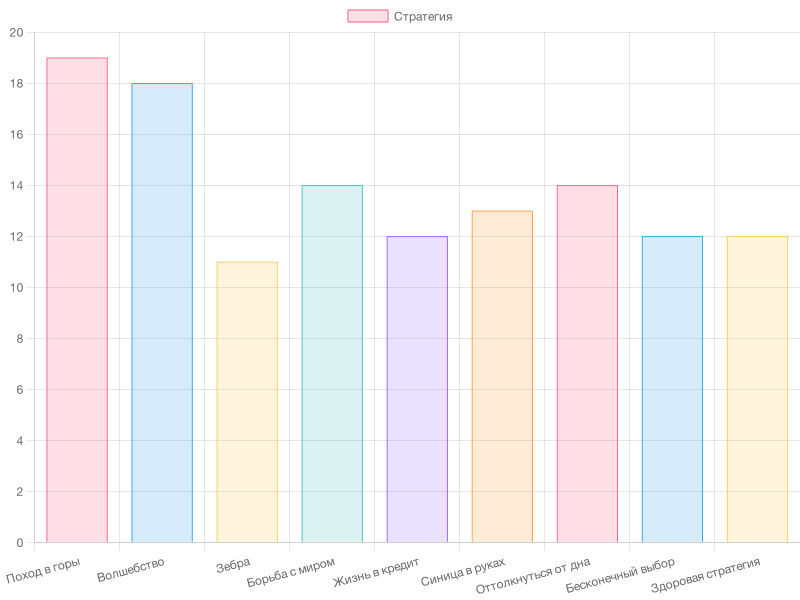 Стратегия
20
18
16
14
12
10
8
6
4
2
0
Поход в горы
Волшебство
Зебра
Борьба с миром
Жизнь в кредит
Синица в руках
Оттолкнуться от дна
Бесконечный выбор
Здоровая стратегия